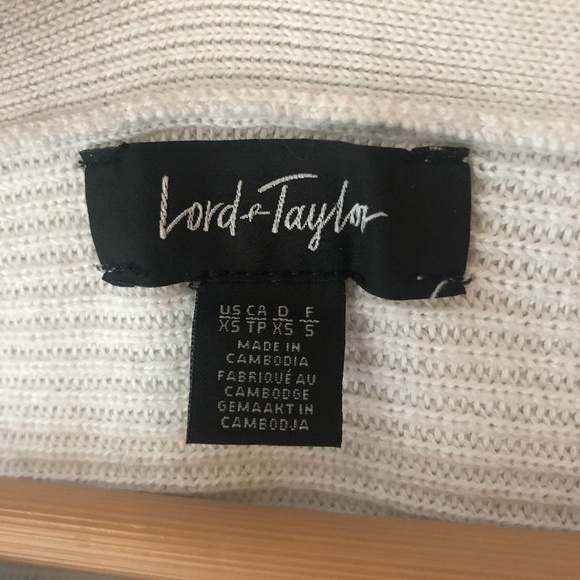 Lord & Taylor
US CA D F
XS TP XS S
MADE IN
CAMBODIA
FABRIQUÉ AU
CAMBODGE
GEMAAKT IN
CAMBODJA